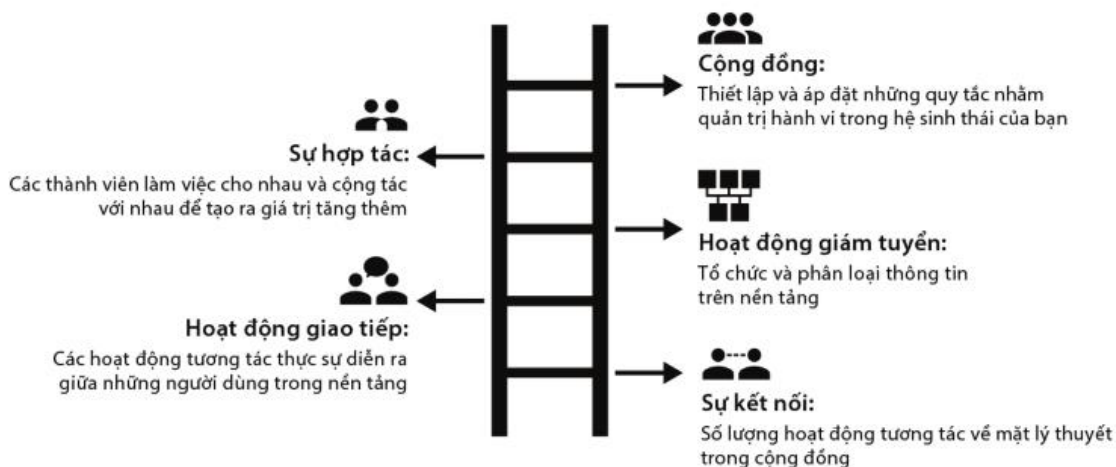 Cộng đồng:
Thiết lập và áp đặt những quy tắc nhằm
quản trị hành vi trong hệ sinh thái của bạn
Sự hợp tác:
Các thành viên làm việc cho nhau và cộng tác
với nhau để tạo ra giá trị tăng thêm
Hoạt động giám tuyển:
Tổ chức và phân loại thông tin
trên nền tảng
Hoạt động giao tiếp:
Các hoạt động tương tác thực sự diễn ra
giữa những người dùng trong nền tảng
Sự kết nối:
Số lượng hoạt động tương tác về mặt lý thuyết
trong cộng đồng